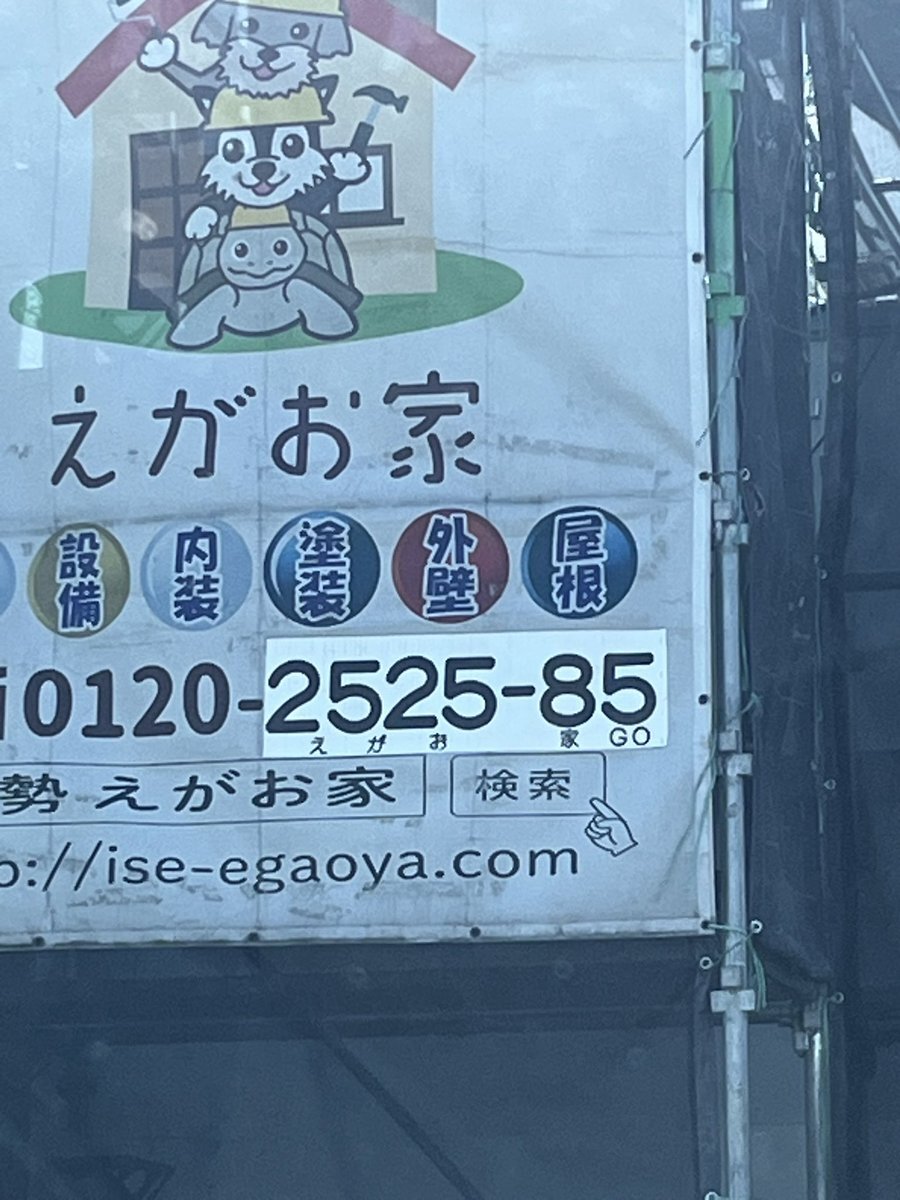 えがお家
設備 内装 塗装 外壁 屋根
0120-2525-85
えがお 家 GO
勢 えがお家 検索
://ise-egaoya.com